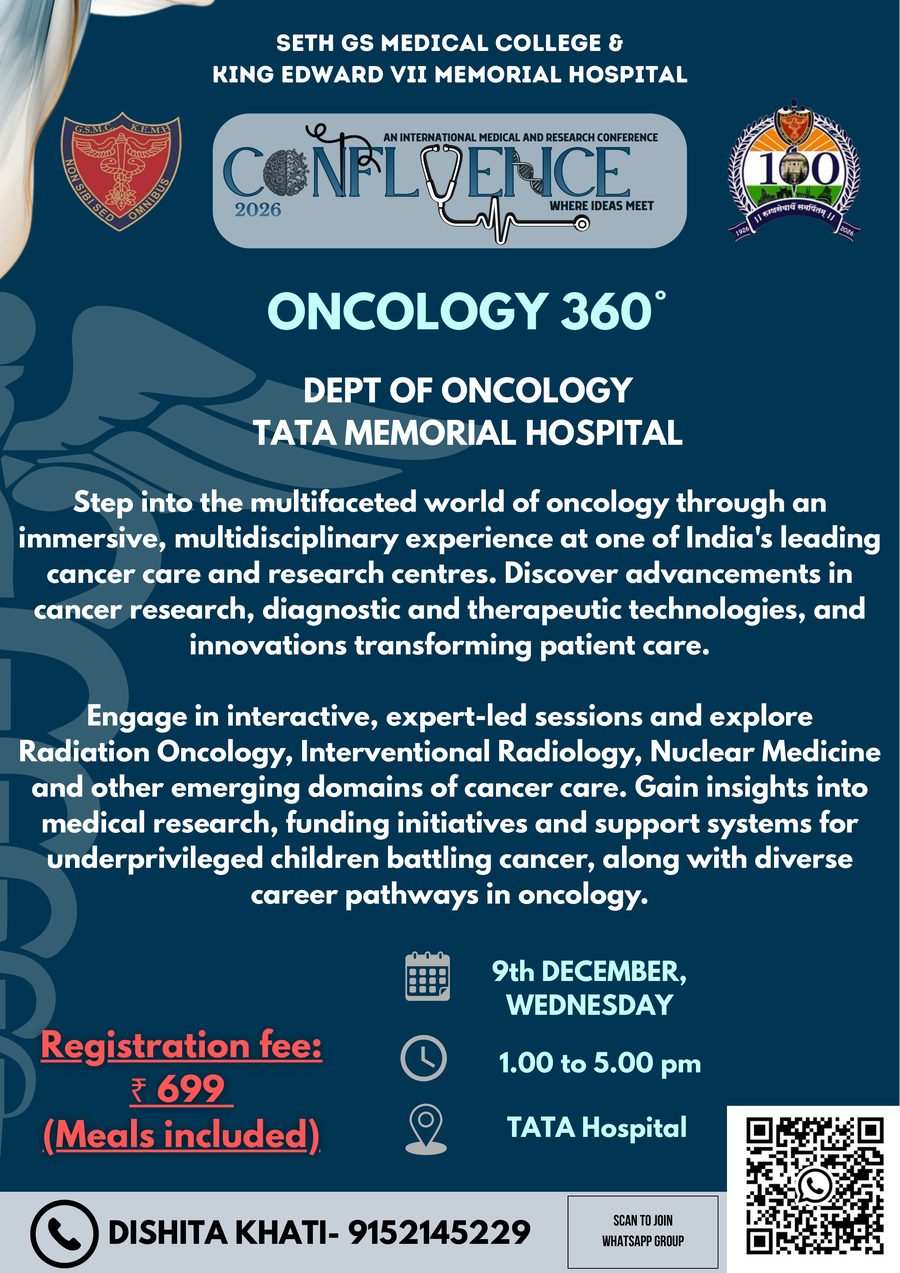 SETH GS MEDICAL COLLEGE &
KING EDWARD VII MEMORIAL HOSPITAL
G.S.M.C. K.E.M.H.
NON SIBI SED OMNIBUS
AN INTERNATIONAL MEDICAL AND RESEARCH CONFERENCE
CONFLUENCE
2026
WHERE IDEAS MEET
100
|| रुग्णसेवार्थे समर्पितम् ||
1926 2026
ONCOLOGY 360°
DEPT OF ONCOLOGY
TATA MEMORIAL HOSPITAL
Step into the multifaceted world of oncology through an
immersive, multidisciplinary experience at one of India's leading
cancer care and research centres. Discover advancements in
cancer research, diagnostic and therapeutic technologies, and
innovations transforming patient care.
Engage in interactive, expert-led sessions and explore
Radiation Oncology, Interventional Radiology, Nuclear Medicine
and other emerging domains of cancer care. Gain insights into
medical research, funding initiatives and support systems for
underprivileged children battling cancer, along with diverse
career pathways in oncology.
9th DECEMBER,
WEDNESDAY
Registration fee:
₹ 699
(Meals included)
1.00 to 5.00 pm
TATA Hospital
DISHITA KHATI- 9152145229
SCAN TO JOIN
WHATSAPP GROUP